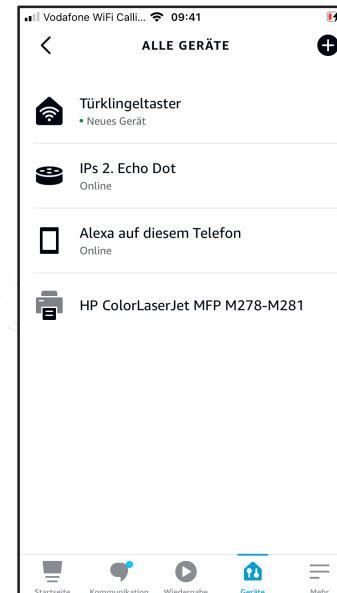 Vodafone WiFi Calli... 09:41
ALLE GERÄTE
Türklingeltaster
• Neues Gerät
IPs 2. Echo Dot
Online
Alexa auf diesem Telefon
Online
HP ColorLaserJet MFP M278-M281
Startseite Kommunikation Wiedergabe Geräte Mehr